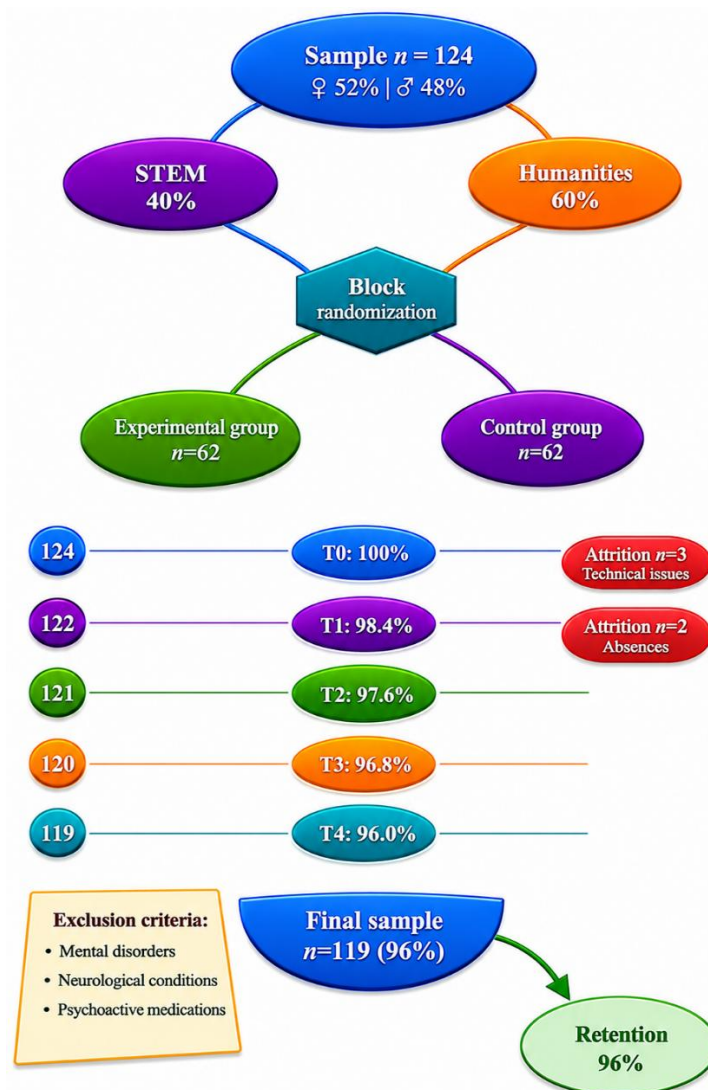 Sample n = 124
♀ 52% | ♂ 48%
STEM
40%
Humanities
60%
Block
randomization
Experimental group
n=62
Control group
n=62
124
T0: 100%
Attrition n=3
Technical issues
122
T1: 98.4%
Attrition n=2
Absences
121
T2: 97.6%
120
T3: 96.8%
119
T4: 96.0%
Exclusion criteria:
• Mental disorders
• Neurological conditions
• Psychoactive medications
Final sample
n=119 (96%)
Retention
96%